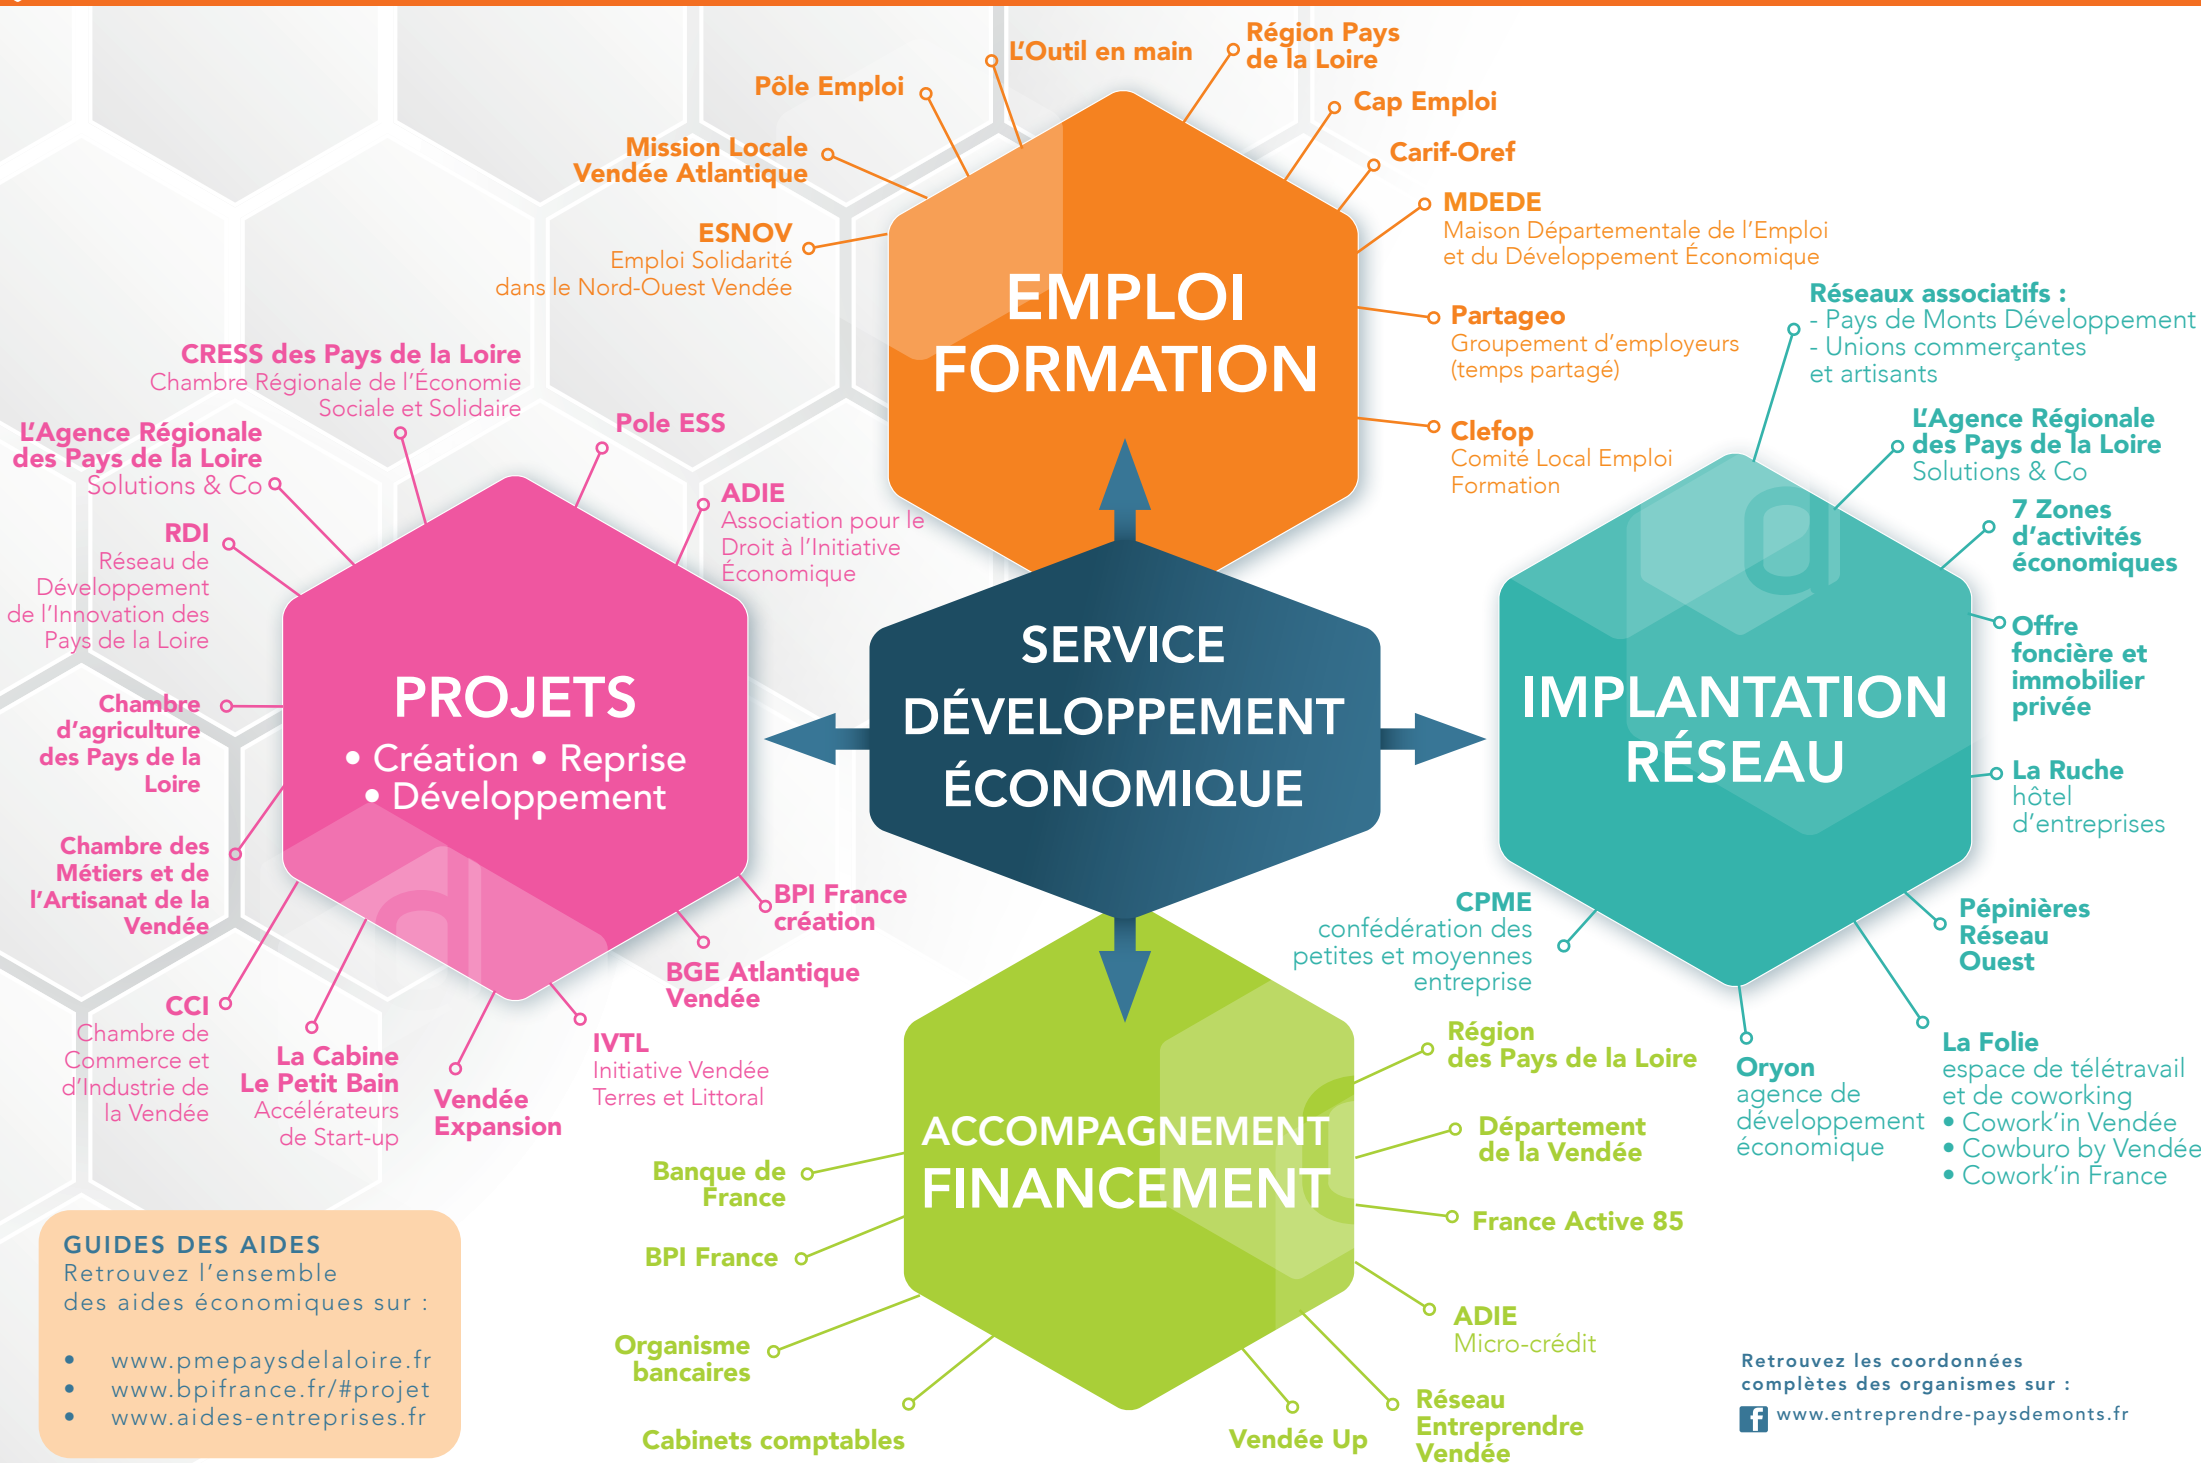 L'Outil en main
Région Pays
de la Loire
Pôle Emploi
Cap Emploi
Mission Locale
Vendée Atlantique
Carif-Oref
ESNOV
Emploi Solidarité
dans le Nord-Ouest Vendée
MDEDE
Maison Départementale de l'Emploi
et du Développement Économique
EMPLOI
FORMATION
Partageo
Groupement d'employeurs
(temps partagé)
Clefop
Comité Local Emploi
Formation
Réseaux associatifs :
- Pays de Monts Développement
- Unions commerçantes
et artisants
L'Agence Régionale
des Pays de la Loire
Solutions & Co
7 Zones
d'activités
économiques
Offre
foncière et
immobilier
privée
La Ruche
hôtel
d'entreprises
Pépinières
Réseau
Ouest
La Folie
espace de télétravail
et de coworking
• Cowork'in Vendée
• Cowburo by Vendée
• Cowork'in France
Oryon
agence de
développement
économique
CPME
confédération des
petites et moyennes
entreprise
IMPLANTATION
RÉSEAU
CRESS des Pays de la Loire
Chambre Régionale de l'Économie
Sociale et Solidaire
Pole ESS
L'Agence Régionale
des Pays de la Loire
Solutions & Co
ADIE
Association pour le
Droit à l'Initiative
Économique
RDI
Réseau de
Développement
de l'Innovation des
Pays de la Loire
Chambre
d'agriculture
des Pays de la
Loire
Chambre des
Métiers et de
l'Artisanat de la
Vendée
CCI
Chambre de
Commerce et
d'Industrie de
la Vendée
La Cabine
Le Petit Bain
Accélérateurs
de Start-up
Vendée
Expansion
IVTL
Initiative Vendée
Terres et Littoral
BGE Atlantique
Vendée
BPI France
création
PROJETS
• Création • Reprise
• Développement
SERVICE
DÉVELOPPEMENT
ÉCONOMIQUE
ACCOMPAGNEMENT
FINANCEMENT
Région
des Pays de la Loire
Département
de la Vendée
France Active 85
ADIE
Micro-crédit
Réseau
Entreprendre
Vendée
Vendée Up
Cabinets comptables
Organisme
bancaires
BPI France
Banque de
France
GUIDES DES AIDES
Retrouvez l'ensemble
des aides économiques sur :
• www.pmepaysdelaloire.fr
• www.bpifrance.fr/#projet
• www.aides-entreprises.fr
Retrouvez les coordonnées
complètes des organismes sur :
f www.entreprendre-paysdemonts.fr